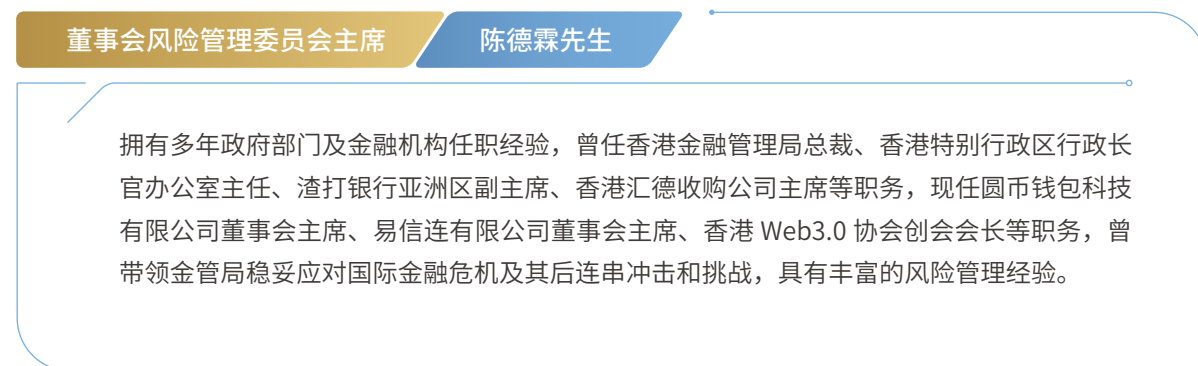 董事会风险管理委员会主席
陈德霖先生
拥有多年政府部门及金融机构任职经验，曾任香港金融管理局总裁、香港特别行政区行政长
官办公室主任、渣打银行亚洲区副主席、香港汇德收购公司主席等职务，现任圆币钱包科技
有限公司董事会主席、易信连有限公司董事会主席、香港 Web3.0 协会创会会长等职务，曾
带领金管局稳妥应对国际金融危机及其后连串冲击和挑战，具有丰富的风险管理经验。